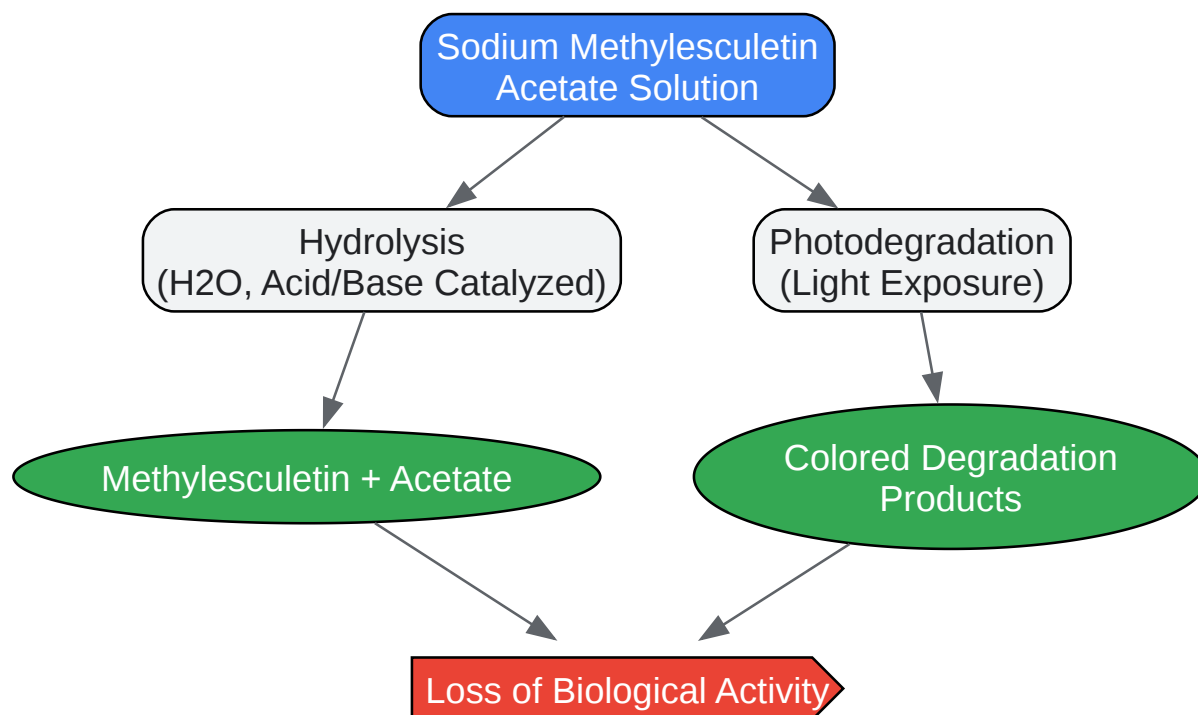 Sodium Methylesculetin
Acetate Solution
Hydrolysis
(H2O, Acid/Base Catalyzed)
Photodegradation
(Light Exposure)
Methylesculetin + Acetate
Colored Degradation
Products
Loss of Biological Activity